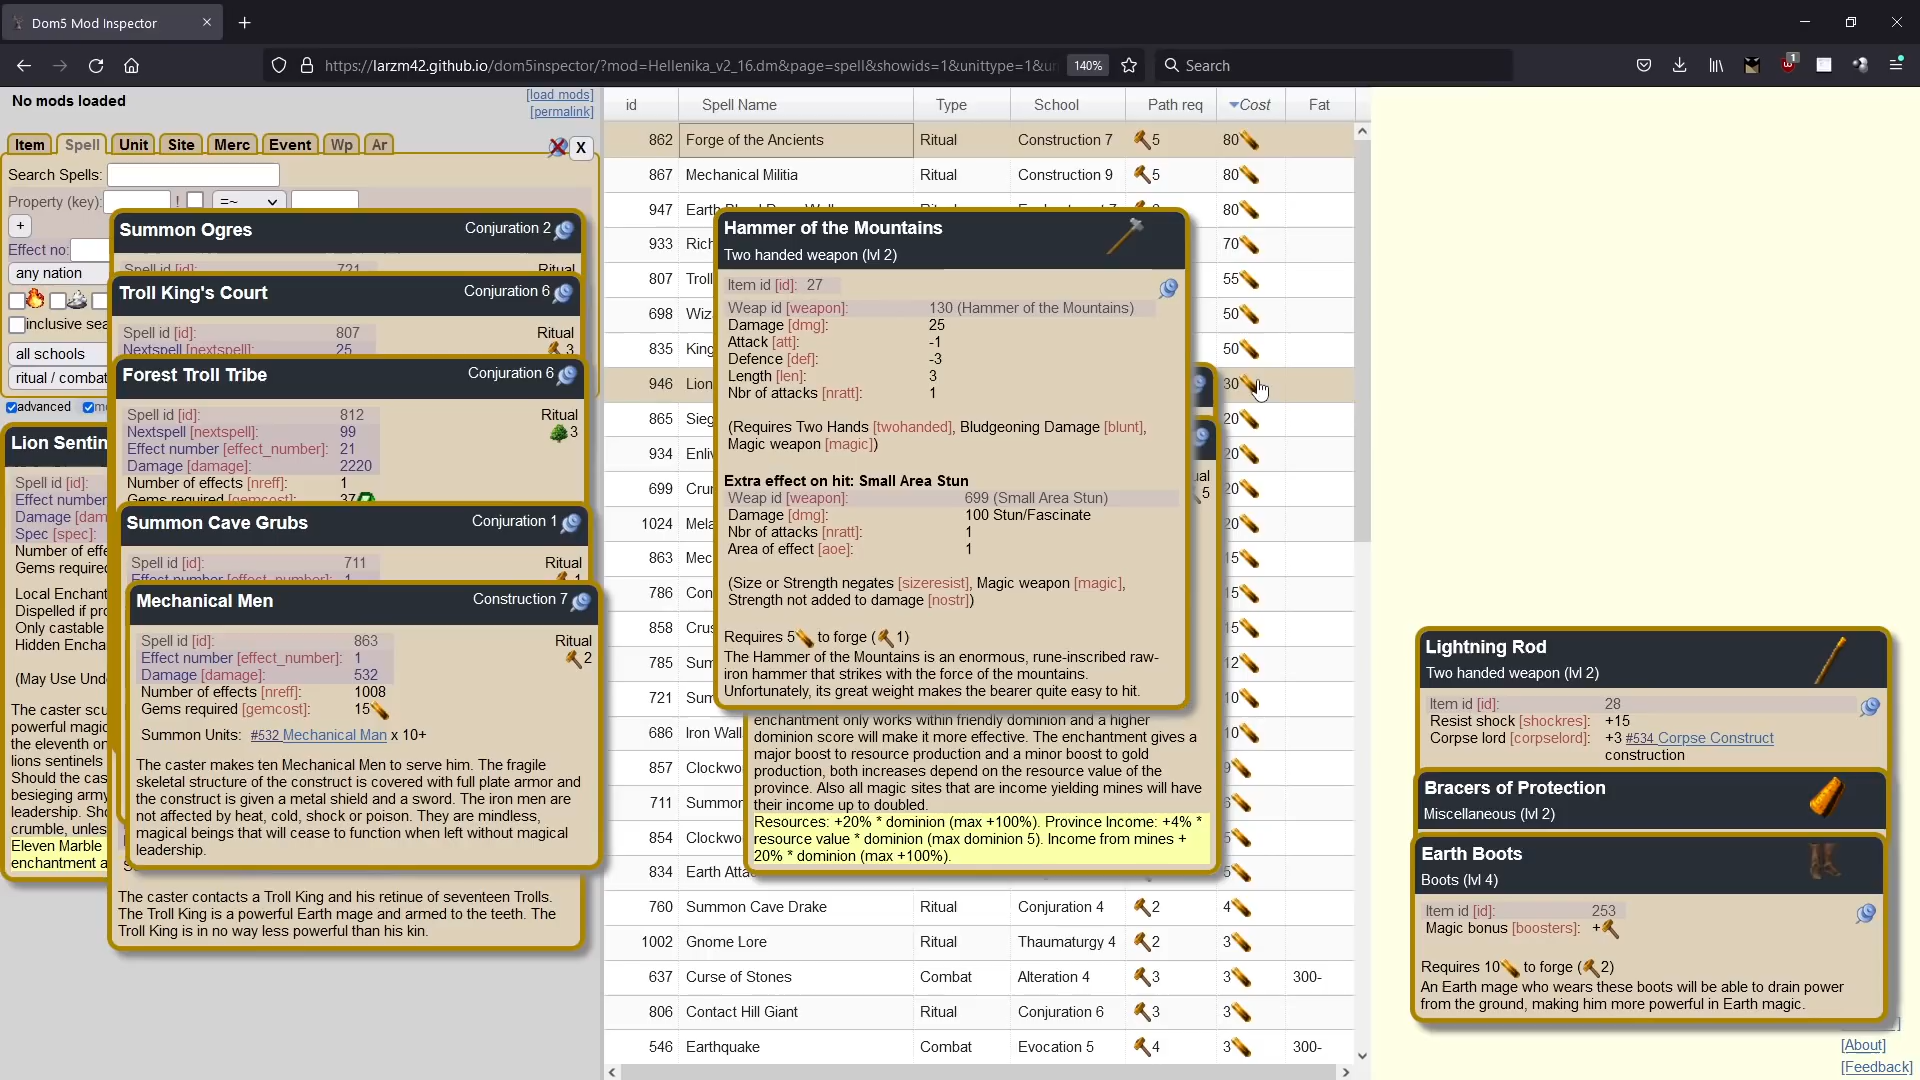 Dom5 Mod Inspector
https://larzm42.github.io/dom5inspector/?mod=Hellenika_v2_16.dm&page=spell&showids=1&unittype=1&
140%
Search
1
No mods loaded
[load mods]
[permalink]
Item
Spell
Unit
Site
Merc
Event
Wp
Ar
X
Search Spells:
Property (key):
!
=~
+
Effect no:
any nation
all schools
ritual / combat
advanced
Summon Ogres
Conjuration 2
Spell id [id]: 721
Ritual
Troll King's Court
Conjuration 6
Spell id [id]: 807
Ritual
Nextspell [nextspell]: 25
3
Forest Troll Tribe
Conjuration 6
Spell id [id]: 812
Ritual
Nextspell [nextspell]: 99
3
Effect number [effect_number]: 21
Damage [damage]: 2220
Number of effects [nreff]: 1
Gems required [gemcost]: 37
Summon Cave Grubs
Conjuration 1
Spell id [id]: 711
Ritual
Effect number [effect_number]: 1
1
Mechanical Men
Construction 7
Spell id [id]: 863
Ritual
Effect number [effect_number]: 1
2
Damage [damage]: 532
Number of effects [nreff]: 1008
Gems required [gemcost]: 15
Summon Units: #532 Mechanical Man x 10+
The caster makes ten Mechanical Men to serve him. The fragile
skeletal structure of the construct is covered with full plate armor and
the construct is given a metal shield and a sword. The iron men are
not affected by heat, cold, shock or poison. They are mindless,
magical beings that will cease to function when left without magical
leadership.
The caster contacts a Troll King and his retinue of seventeen Trolls.
The Troll King is a powerful Earth mage and armed to the teeth. The
Troll King is in no way less powerful than his kin.
Spell id [id]:
Effect number
Spec [spec]:
Number of
Gems required
Dispelled if
Only castable
(May Use
The caster
powerful
the eleventh
lions sentinels
Should the
besieging army
leadership.
crumble, unless
Eleven Marble
id
Spell Name
Type
School
Path req
Cost
Fat
862 Forge of the Ancients Ritual Construction 7 5 80
867 Mechanical Militia Ritual Construction 9 5 80
947 80
933 70
807 55
698 50
835 50
946 Lion 30
865 20
934 20
699 20
1024 20
863 15
786 15
858 15
785 12
721 10
686 Iron 10
857 9
711 6
854 5
834 5
760 Summon Cave Drake Ritual Conjuration 4 2 4
1002 Gnome Lore Ritual Thaumaturgy 4 2 3
637 Curse of Stones Combat Alteration 4 3 3 300-
806 Contact Hill Giant Ritual Conjuration 6 3 3
546 Earthquake Combat Evocation 5 4 3 300-
Hammer of the Mountains
Two handed weapon (lvl 2)
Item id [id]: 27
Weap id [weapon]: 130 (Hammer of the Mountains)
Damage [dmg]: 25
Attack [att]: -1
Defence [def]: -3
Length [len]: 3
Nbr of attacks [nratt]: 1
(Requires Two Hands [twohanded], Bludgeoning Damage [blunt],
Magic weapon [magic])
Extra effect on hit: Small Area Stun
Weap id [weapon]: 699 (Small Area Stun)
Damage [dmg]: 100 Stun/Fascinate
Nbr of attacks [nratt]: 1
Area of effect [aoe]: 1
(Size or Strength negates [sizeresist], Magic weapon [magic],
Strength not added to damage [nostr])
Requires 5 to forge ( 1)
The Hammer of the Mountains is an enormous, rune-inscribed raw-
iron hammer that strikes with the force of the mountains.
Unfortunately, its great weight makes the bearer quite easy to hit.
5
enchantment only works within friendly dominion and a higher
dominion score will make it more effective. The enchantment gives a
major boost to resource production and a minor boost to gold
production, both increases depend on the resource value of the
province. Also all magic sites that are income yielding mines will have
their income up to doubled.
Resources: +20% * dominion (max +100%). Province Income: +4% *
resource value * dominion (max dominion 5). Income from mines +
20% * dominion (max +100%).
Lightning Rod
Two handed weapon (lvl 2)
Item id [id]: 28
Resist shock [shockres]: +15
Corpse lord [corpselord]: +3 #534 Corpse Construct
construction
Bracers of Protection
Miscellaneous (lvl 2)
Earth Boots
Boots (lvl 4)
Item id [id]: 253
Magic bonus [boosters]: +
Requires 10 to forge ( 2)
An Earth mage who wears these boots will be able to drain power
from the ground, making him more powerful in Earth magic.
[About]
[Feedback]